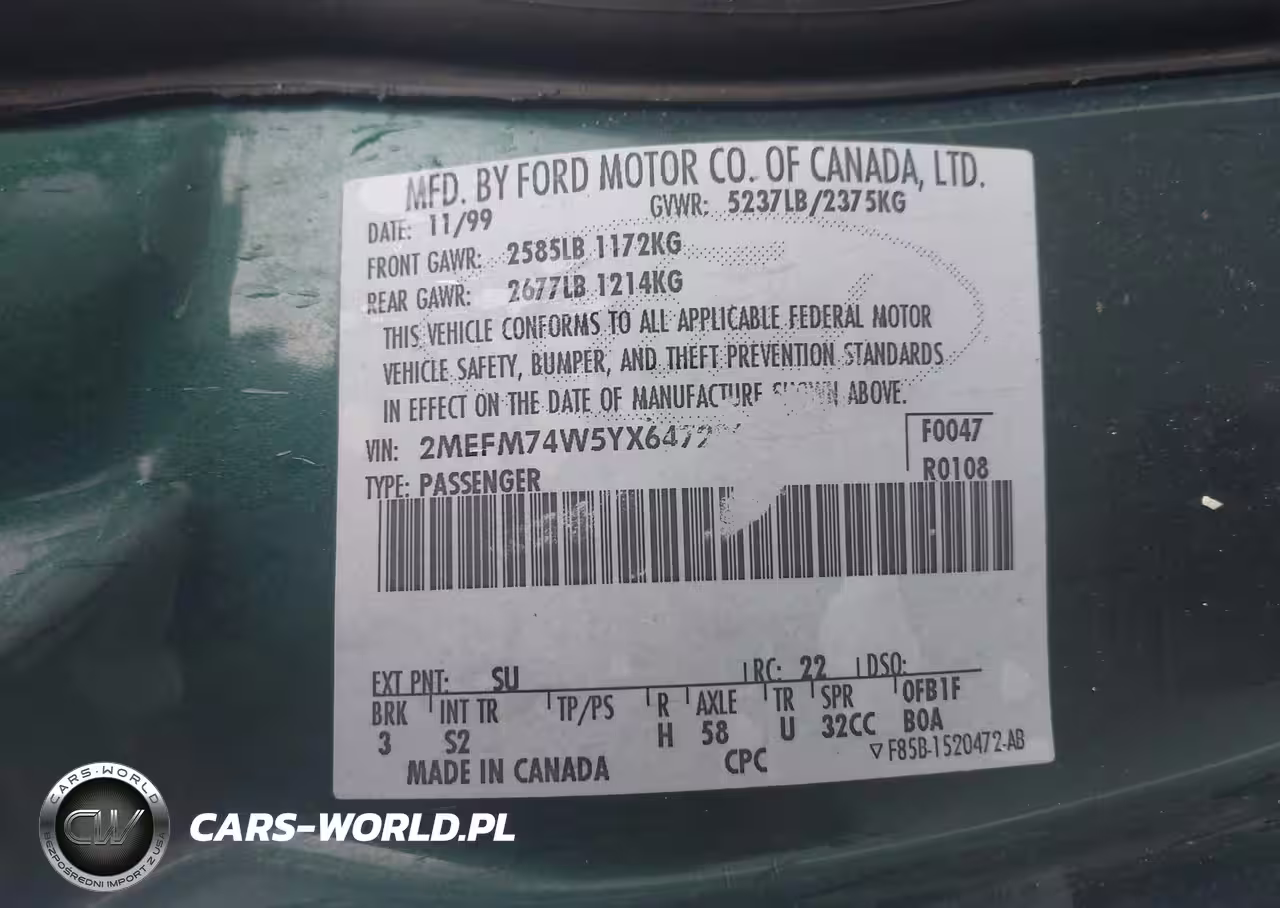 MFD. BY FORD MOTOR CO. OF CANADA, LTD.
DATE: 11/99 GVWR: 5237LB/2375KG
FRONT GAWR: 2585LB 1172KG
REAR GAWR: 2677LB 1214KG
THIS VEHICLE CONFORMS TO ALL APPLICABLE FEDERAL MOTOR
VEHICLE SAFETY, BUMPER, AND THEFT PREVENTION STANDARDS
IN EFFECT ON THE DATE OF MANUFACTURE SHOWN ABOVE.
VIN: F0047
TYPE: PASSENGER R0108
EXT PNT: SU RC: 22 DSO:
BRK INT TR TP/PS R AXLE TR SPR 0FB1F
3 S2 H 58 U 32CC B0A
MADE IN CANADA CPC ▽ F85B-1520472-AB
CARS-WORLD
CW
BEZPOŚREDNI IMPORT Z USA
CARS-WORLD.PL